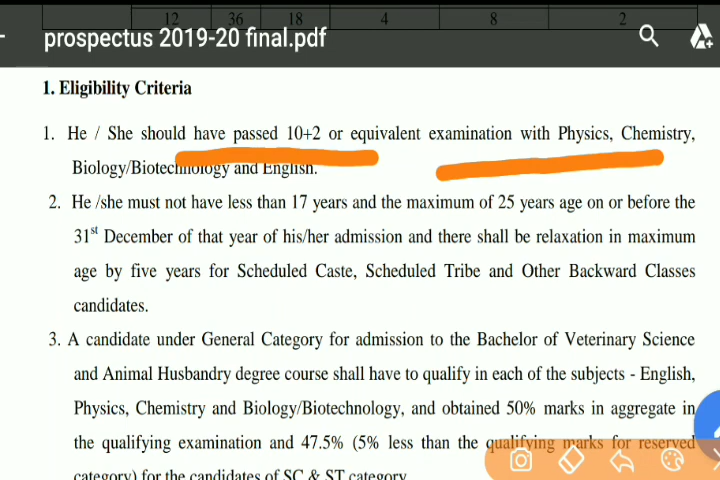 12 36 18 4 8 2
prospectus 2019-20 final.pdf
1. Eligibility Criteria
1. He / She should have passed 10+2 or equivalent examination with Physics, Chemistry,
Biology/Biotechnology and English.
2. He /she must not have less than 17 years and the maximum of 25 years age on or before the
31st December of that year of his/her admission and there shall be relaxation in maximum
age by five years for Scheduled Caste, Scheduled Tribe and Other Backward Classes
candidates.
3. A candidate under General Category for admission to the Bachelor of Veterinary Science
and Animal Husbandry degree course shall have to qualify in each of the subjects - English,
Physics, Chemistry and Biology/Biotechnology, and obtained 50% marks in aggregate in
the qualifying examination and 47.5% (5% less than the qualifying marks for reserved
category) for the candidates of SC & ST category